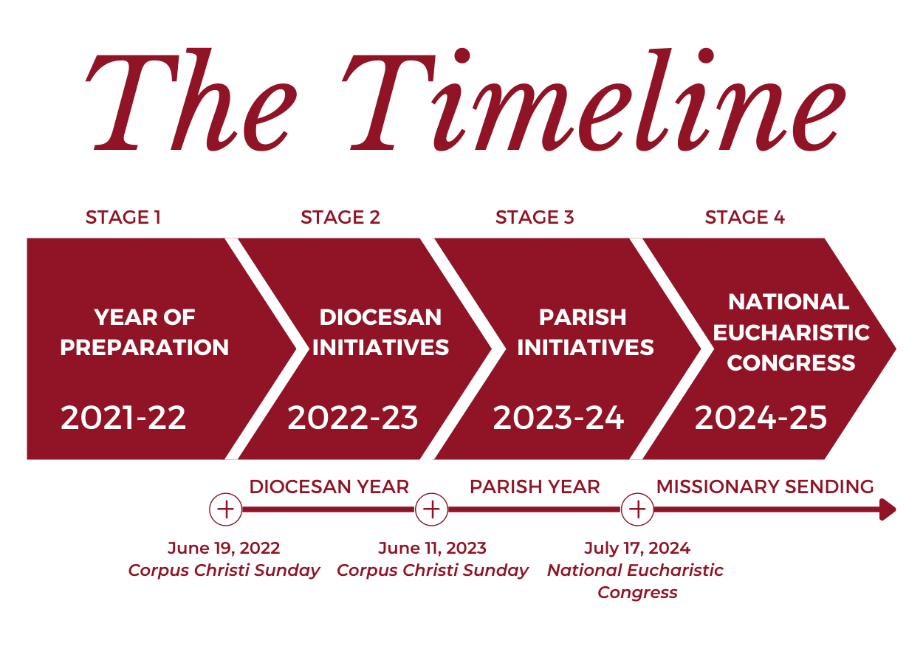 The Timeline
STAGE 1
STAGE 2
STAGE 3
STAGE 4
YEAR OF
PREPARATION
2021-22
DIOCESAN
INITIATIVES
2022-23
PARISH
INITIATIVES
2023-24
NATIONAL
EUCHARISTIC
CONGRESS
2024-25
DIOCESAN YEAR
PARISH YEAR
MISSIONARY SENDING
June 19, 2022
Corpus Christi Sunday
June 11, 2023
Corpus Christi Sunday
July 17, 2024
National Eucharistic
Congress